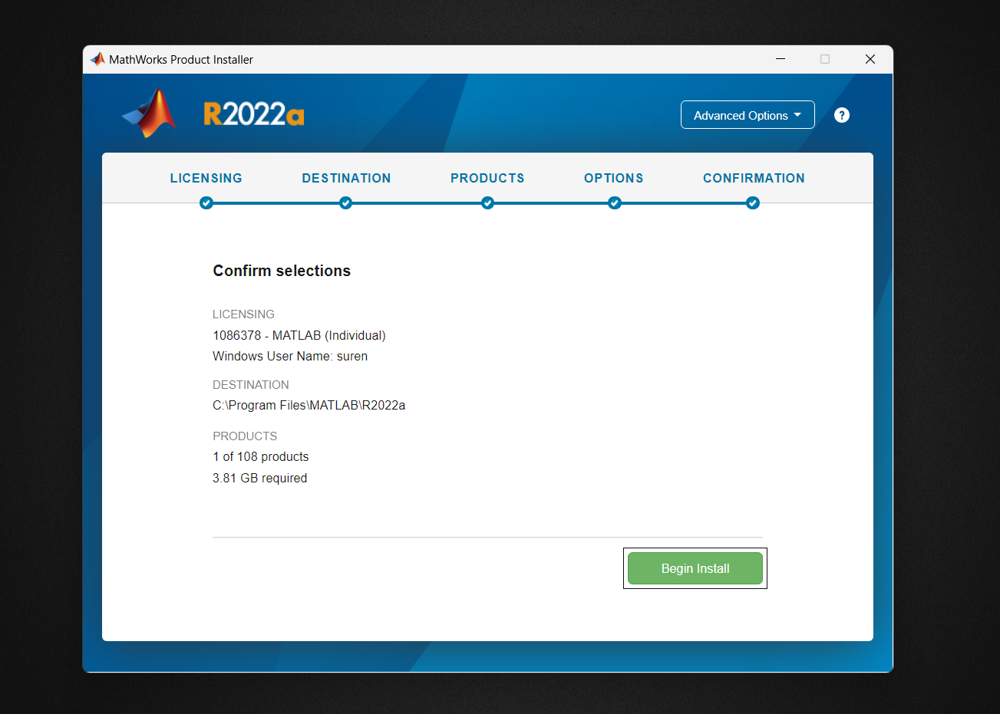 MathWorks Product Installer
R2022a
Advanced Options
?
LICENSING DESTINATION PRODUCTS OPTIONS CONFIRMATION
Confirm selections
LICENSING
1086378 - MATLAB (Individual)
Windows User Name: suren
DESTINATION
C:\Program Files\MATLAB\R2022a
PRODUCTS
1 of 108 products
3.81 GB required
Begin Install